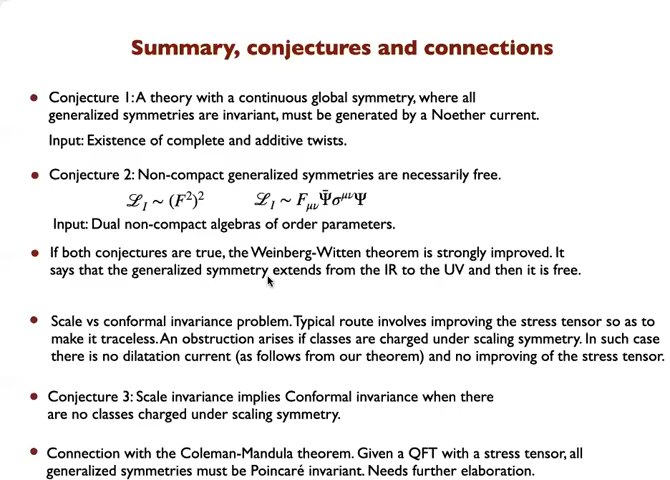 Summary, conjectures and connections
• Conjecture 1: A theory with a continuous global symmetry, where all
generalized symmetries are invariant, must be generated by a Noether current.
Input: Existence of complete and additive twists.
• Conjecture 2: Non-compact generalized symmetries are necessarily free.
ℒ_I ∼ (F²)²   ℒ_I ∼ F_μν Ψ̄σ^μν Ψ
Input: Dual non-compact algebras of order parameters.
• If both conjectures are true, the Weinberg-Witten theorem is strongly improved. It
says that the generalized symmetry extends from the IR to the UV and then it is free.
• Scale vs conformal invariance problem. Typical route involves improving the stress tensor so as to
make it traceless. An obstruction arises if classes are charged under scaling symmetry. In such case
there is no dilatation current (as follows from our theorem) and no improving of the stress tensor.
• Conjecture 3: Scale invariance implies Conformal invariance when there
are no classes charged under scaling symmetry.
• Connection with the Coleman-Mandula theorem. Given a QFT with a stress tensor, all
generalized symmetries must be Poincaré invariant. Needs further elaboration.